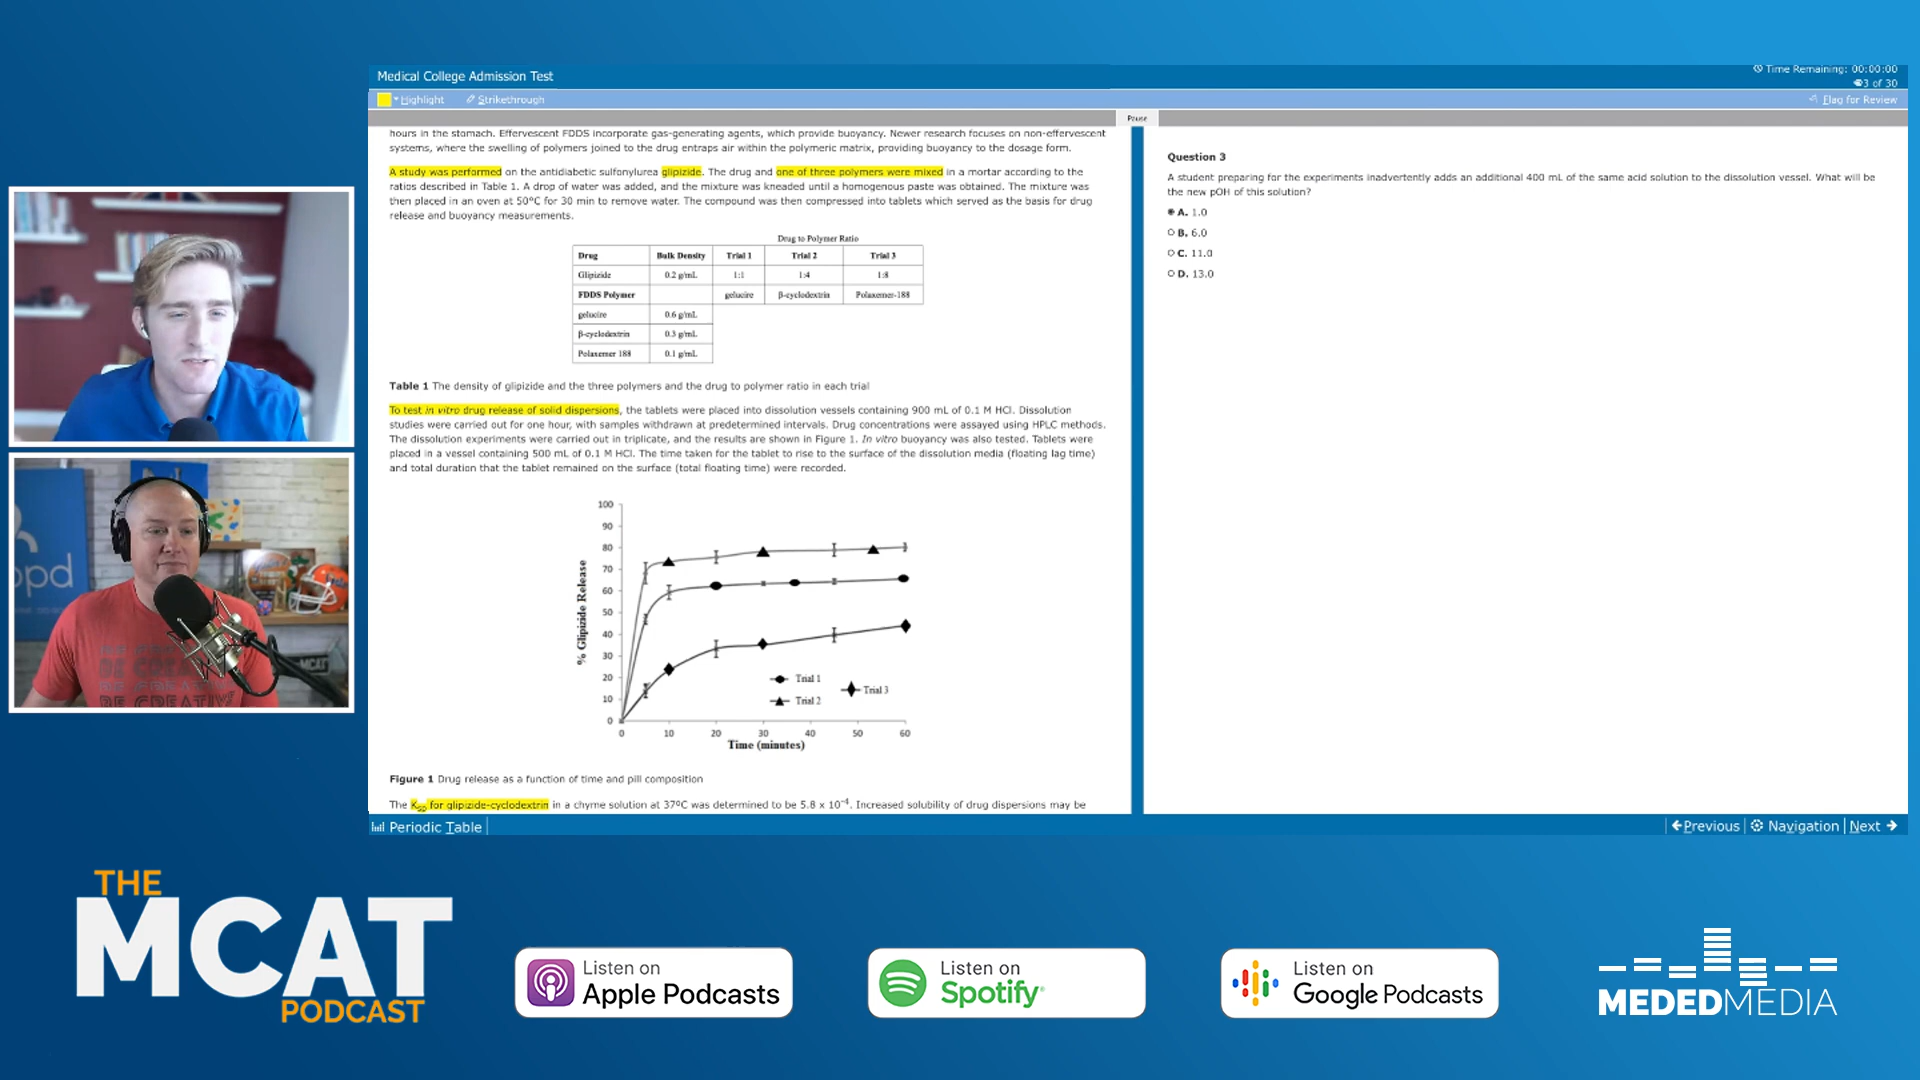 Medical College Admission Test
Time Remaining: 00:00:00
3 of 30
Highlight
Strikethrough
Flag for Review
Pause
hours in the stomach. Effervescent FDDS incorporate gas-generating agents, which provide buoyancy. Newer research focuses on non-effervescent
systems, where the swelling of polymers joined to the drug entraps air within the polymeric matrix, providing buoyancy to the dosage form.
A study was performed on the antidiabetic sulfonylurea glipizide. The drug and one of three polymers were mixed in a mortar according to the
ratios described in Table 1. A drop of water was added, and the mixture was kneaded until a homogenous paste was obtained. The mixture was
then placed in an oven at 50°C for 30 min to remove water. The compound was then compressed into tablets which served as the basis for drug
release and buoyancy measurements.
Drug to Polymer Ratio
Drug Bulk Density Trial 1 Trial 2 Trial 3
Glipizide 0.2 g/mL 1:1 1:4 1:8
FDDS Polymer gelucire β-cyclodextrin Polaxemer-188
gelucire 0.6 g/mL
β-cyclodextrin 0.3 g/mL
Polaxemer 188 0.1 g/mL
Table 1 The density of glipizide and the three polymers and the drug to polymer ratio in each trial
To test in vitro drug release of solid dispersions, the tablets were placed into dissolution vessels containing 900 mL of 0.1 M HCl. Dissolution
studies were carried out for one hour, with samples withdrawn at predetermined intervals. Drug concentrations were assayed using HPLC methods.
The dissolution experiments were carried out in triplicate, and the results are shown in Figure 1. In vitro buoyancy was also tested. Tablets were
placed in a vessel containing 500 mL of 0.1 M HCl. The time taken for the tablet to rise to the surface of the dissolution media (floating lag time)
and total duration that the tablet remained on the surface (total floating time) were recorded.
% Glipizide Release
100
90
80
70
60
50
40
30
20
10
0
Trial 1
Trial 2
Trial 3
0 10 20 30 40 50 60
Time (minutes)
Figure 1 Drug release as a function of time and pill composition
The Ksp for glipizide-cyclodextrin in a chyme solution at 37ºC was determined to be 5.8 x 10⁻⁴. Increased solubility of drug dispersions may be
Question 3
A student preparing for the experiments inadvertently adds an additional 400 mL of the same acid solution to the dissolution vessel. What will be
the new pOH of this solution?
A. 1.0
B. 6.0
C. 11.0
D. 13.0
Periodic Table
Previous
Navigation
Next
ppd
BE CREATIV
MCAT
THE
MCAT
PODCAST
Listen on
Apple Podcasts
Listen on
Spotify
Listen on
Google Podcasts
MEDEDMEDIA